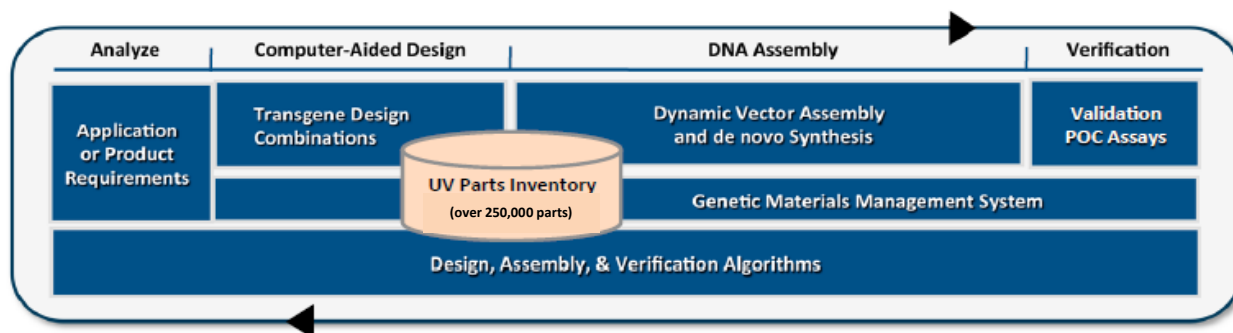 Analyze
Computer-Aided Design
DNA Assembly
Verification
Application
or Product
Requirements
Transgene Design
Combinations
Dynamic Vector Assembly
and de novo Synthesis
Validation
POC Assays
UV Parts Inventory
(over 250,000 parts)
Genetic Materials Management System
Design, Assembly, & Verification Algorithms